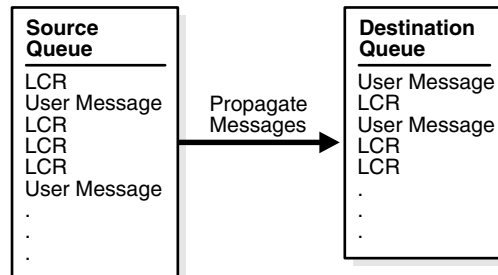 Source
Queue
LCR
User Message
LCR
LCR
LCR
User Message
.
.
.
Propagate
Messages
Destination
Queue
User Message
LCR
User Message
LCR
LCR
.
.
.